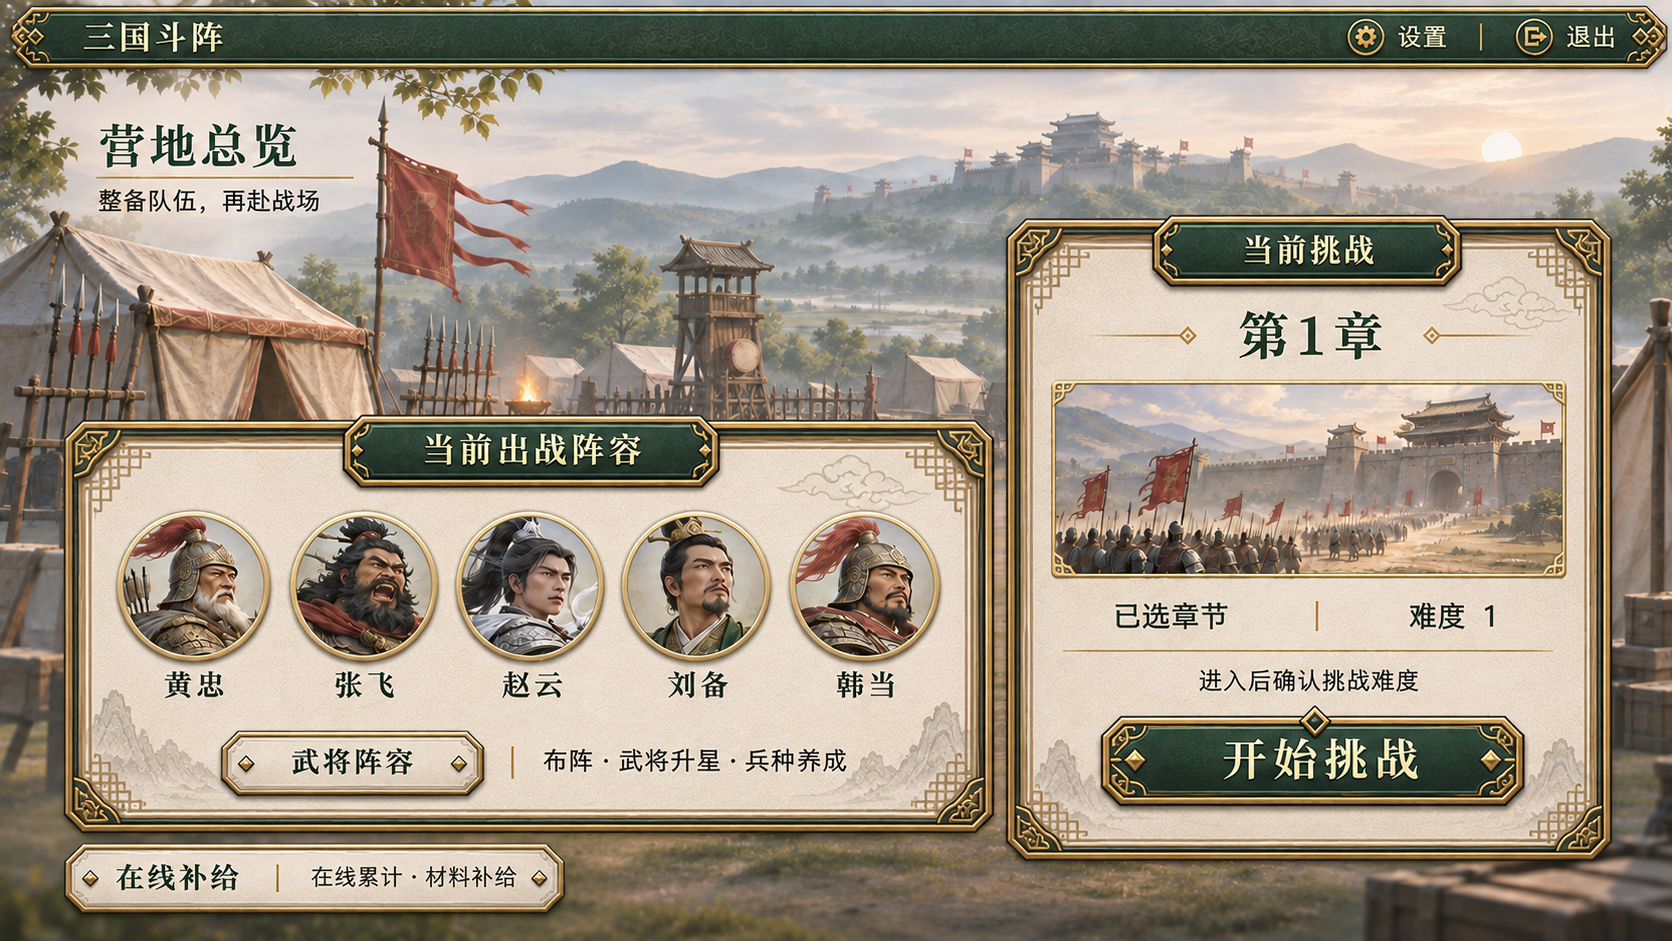 三国斗阵
设置
退出
营地总览
整备队伍，再赴战场
当前挑战
第1章
已选章节
难度 1
进入后确认挑战难度
开始挑战
当前出战阵容
黄忠
张飞
赵云
刘备
韩当
武将阵容
布阵·武将升星·兵种养成
在线补给
在线累计·材料补给